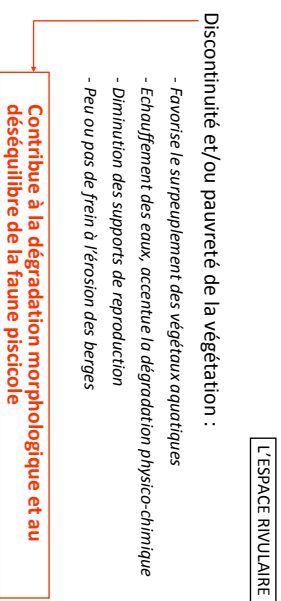 L'ESPACE RIVULAIRE
Discontinuité et/ou pauvreté de la végétation :
- Favorise le surpeuplement des végétaux aquatiques
- Echauffement des eaux, accentue la dégradation physico-chimique
- Diminution des supports de reproduction
- Peu ou pas de frein à l'érosion des berges
Contribue à la dégradation morphologique et au
déséquilibre de la faune piscicole